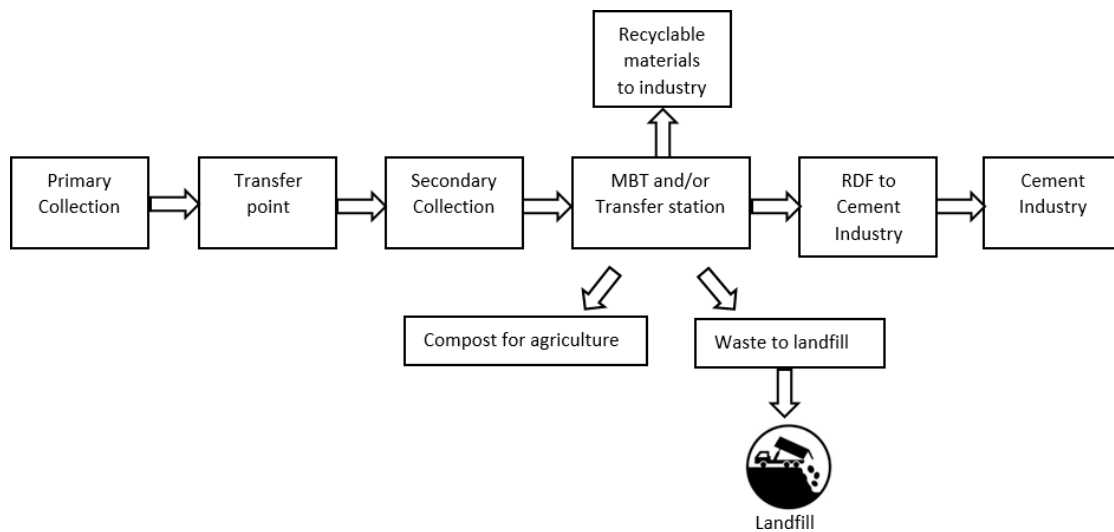 Recyclable
materials
to industry
Primary
Collection
Transfer
point
Secondary
Collection
MBT and/or
Transfer station
RDF to
Cement
Industry
Cement
Industry
Compost for agriculture
Waste to landfill
Landfill